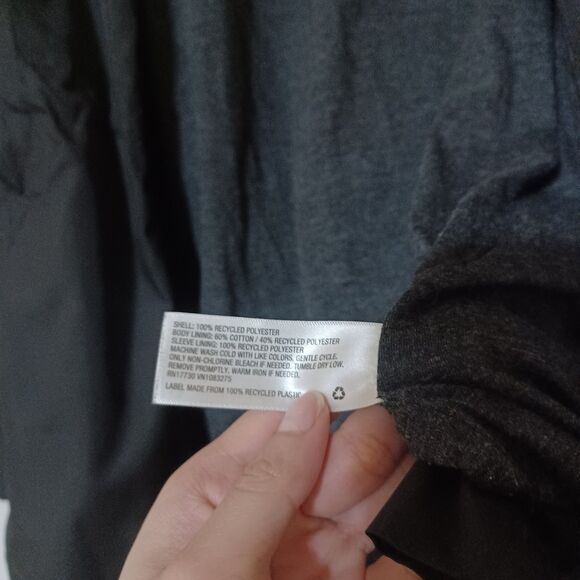 SHELL: 100% RECYCLED POLYESTER
BODY LINING: 60% COTTON / 40% RECYCLED POLYESTER
SLEEVE LINING: 100% RECYCLED POLYESTER
MACHINE WASH COLD WITH LIKE COLORS. GENTLE CYCLE.
ONLY NON-CHLORINE BLEACH IF NEEDED. TUMBLE DRY LOW.
REMOVE PROMPTLY, WARM IRON IF NEEDED.
RN17730 VN1083275
LABEL MADE FROM 100% RECYCLED PLASTIC